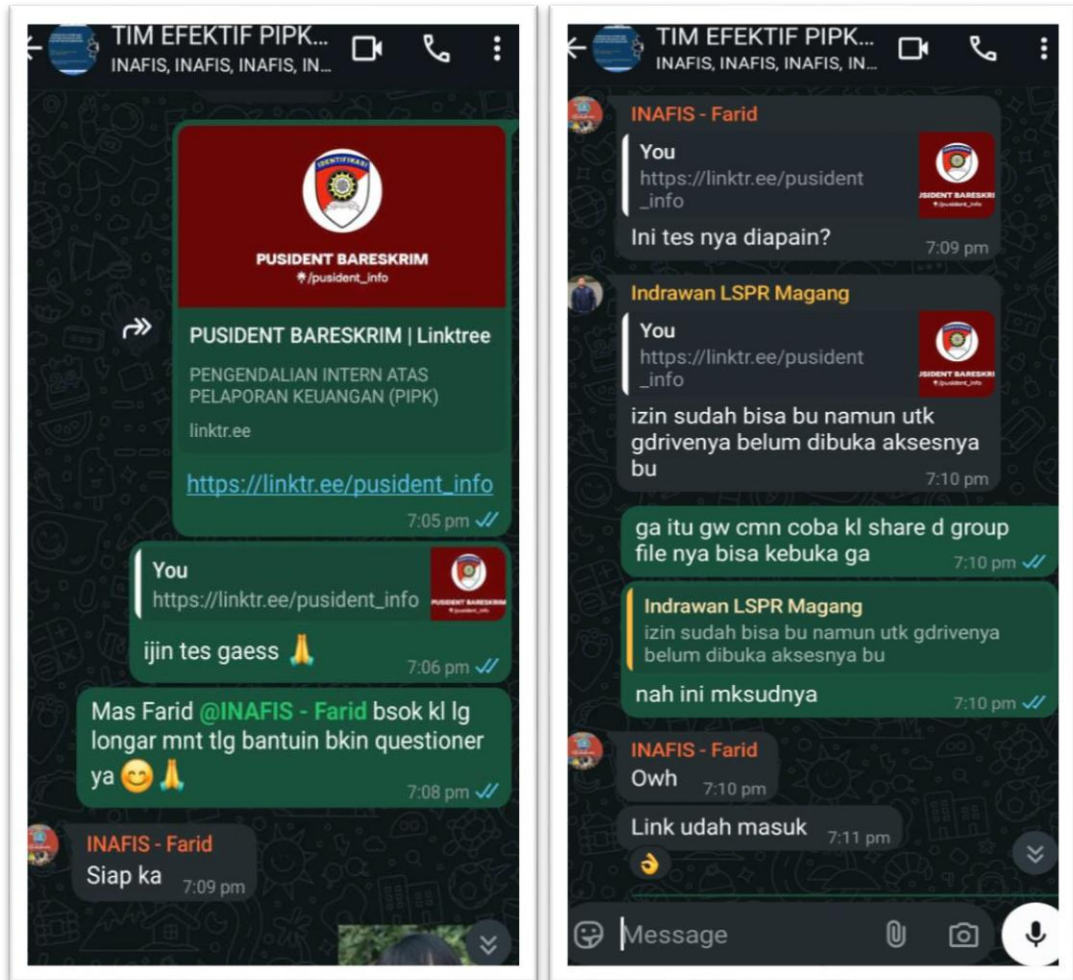 TIM EFEKTIF PIPK...
INAFIS, INAFIS, INAFIS, IN...
IDENTIFIKASI
PUSIDENT BARESKRIM
/pusident_info
PUSIDENT BARESKRIM | Linktree
PENGENDALIAN INTERN ATAS
PELAPORAN KEUANGAN (PIPK)
linktr.ee
https://linktr.ee/pusident_info
7:05 pm
You
https://linktr.ee/pusident_info
PUSIDENT BARESKRIM
ijin tes gaess 🙏
7:06 pm
Mas Farid @INAFIS - Farid bsok kl lg
longar mnt tlg bantuin bkin questioner
ya 😊🙏
7:08 pm
INAFIS - Farid
Siap ka
7:09 pm
TIM EFEKTIF PIPK...
INAFIS, INAFIS, INAFIS, IN...
INAFIS - Farid
You
https://linktr.ee/pusident
_info
USIDENT BARESKRI
/pusident_info
Ini tes nya diapain?
7:09 pm
Indrawan LSPR Magang
You
https://linktr.ee/pusident
_info
USIDENT BARESKRI
/pusident_info
izin sudah bisa bu namun utk
gdrivenya belum dibuka aksesnya
bu
7:10 pm
ga itu gw cmn coba kl share d group
file nya bisa kebuka ga
7:10 pm
Indrawan LSPR Magang
izin sudah bisa bu namun utk gdrivenya
belum dibuka aksesnya bu
nah ini mksudnya
7:10 pm
INAFIS - Farid
Owh
7:10 pm
Link udah masuk
7:11 pm
👌
Message